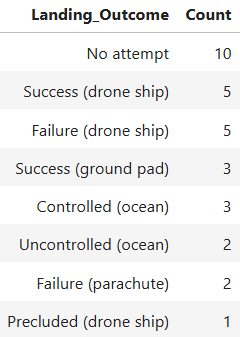 Landing_Outcome Count
No attempt 10
Success (drone ship) 5
Failure (drone ship) 5
Success (ground pad) 3
Controlled (ocean) 3
Uncontrolled (ocean) 2
Failure (parachute) 2
Precluded (drone ship) 1